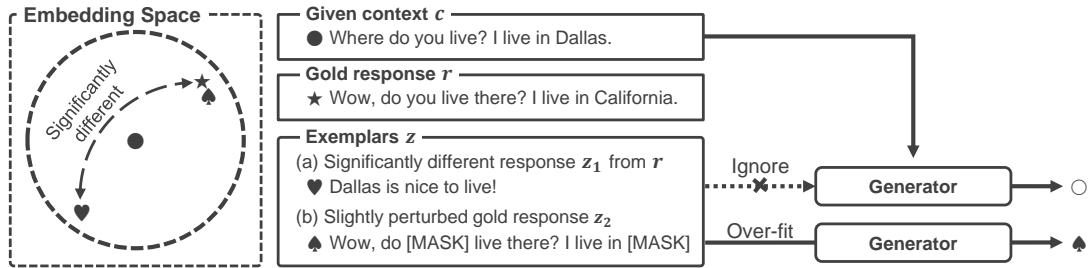 Embedding Space
Significantly
different
Given context c
● Where do you live? I live in Dallas.
Gold response r
★ Wow, do you live there? I live in California.
Exemplars z
(a) Significantly different response z₁ from r
♥ Dallas is nice to live!
(b) Slightly perturbed gold response z₂
♠ Wow, do [MASK] live there? I live in [MASK]
Ignore
Generator
Over-fit
Generator